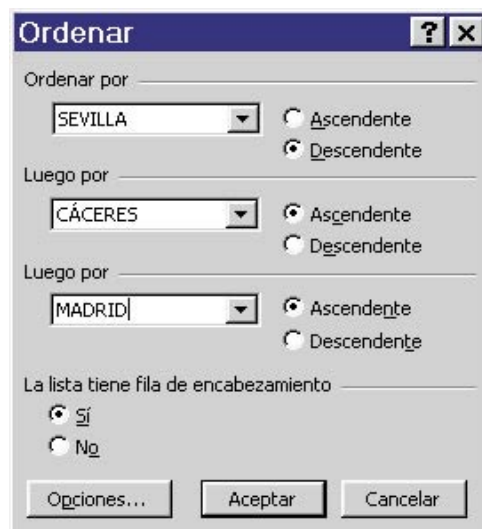 Ordenar
Ordenar por
SEVILLA
Ascendente
Descendente
Luego por
CÁCERES
Ascendente
Descendente
Luego por
MADRID
Ascendente
Descendente
La lista tiene fila de encabezamiento
Sí
No
Opciones... Aceptar Cancelar